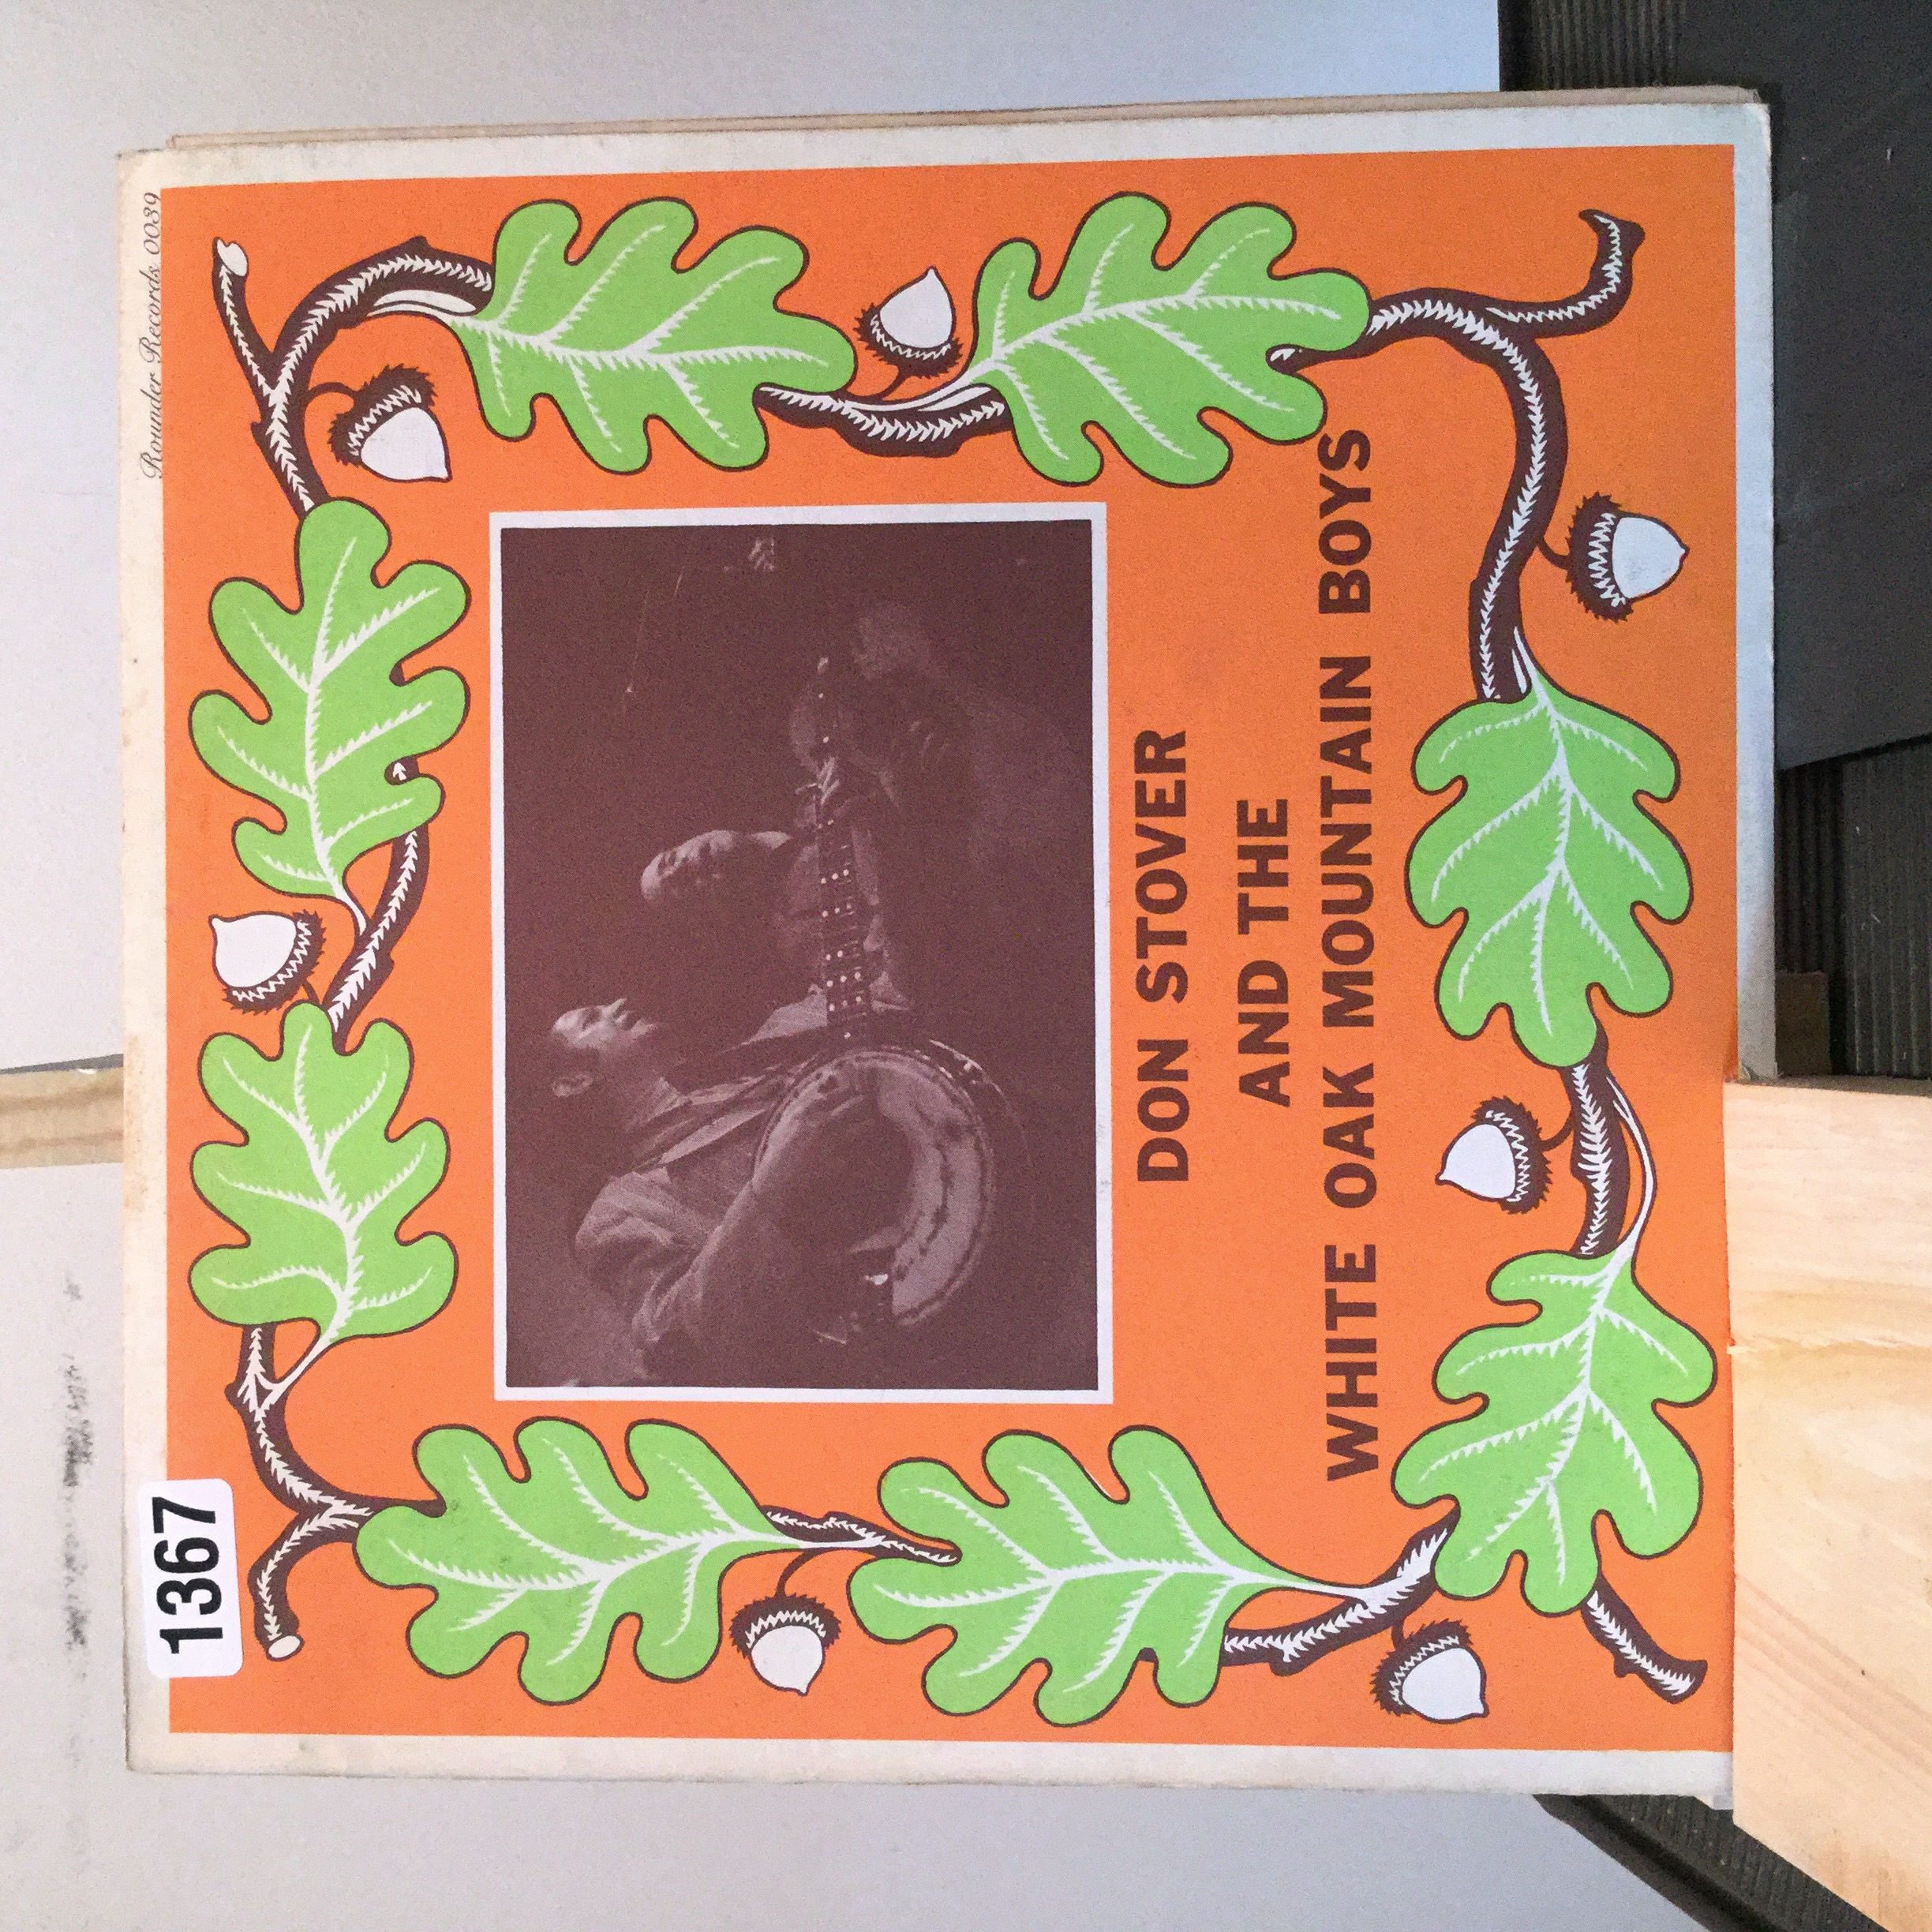 1367
Rounder Records 0039
DON STOVER
AND THE
WHITE OAK MOUNTAIN BOYS